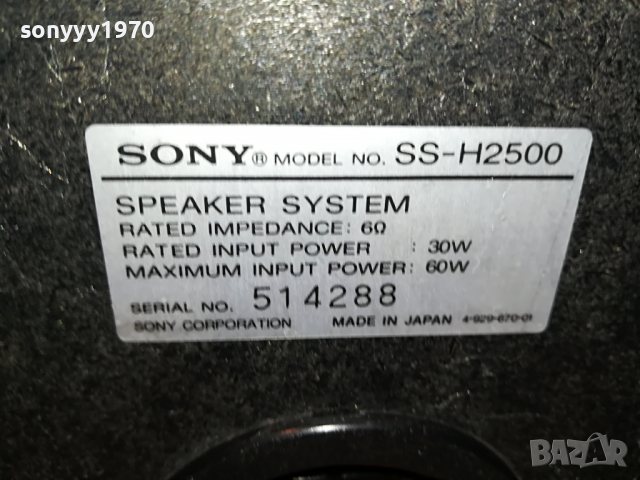 sonyyy1970
SONY® MODEL NO. SS-H2500
SPEAKER SYSTEM
RATED IMPEDANCE: 6Ω
RATED INPUT POWER : 30W
MAXIMUM INPUT POWER: 60W
SERIAL NO. 514288
SONY CORPORATION MADE IN JAPAN 4-929-670-01
BAZAR